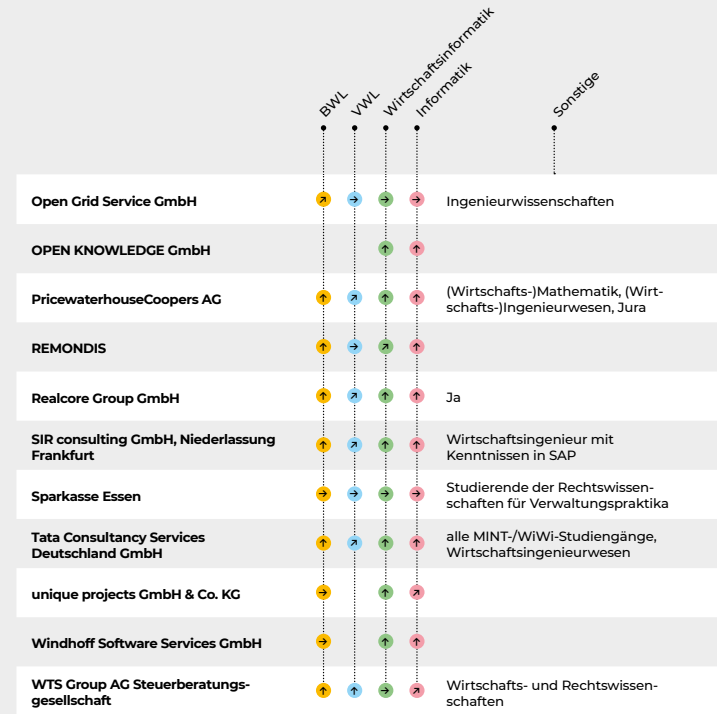 BWL
VWL
Wirtschaftsinformatik
Informatik
Sonstige
Open Grid Service GmbH ↗ → → → Ingenieurwissenschaften
OPEN KNOWLEDGE GmbH ↑ ↑
PricewaterhouseCoopers AG ↑ ↗ ↑ ↑ (Wirtschafts-)Mathematik, (Wirt-
schafts-)Ingenieurwesen, Jura
REMONDIS ↑ → ↗ ↑
Realcore Group GmbH ↑ ↗ ↑ ↑ Ja
SIR consulting GmbH, Niederlassung
Frankfurt ↑ ↗ ↑ ↑ Wirtschaftsingenieur mit
Kenntnissen in SAP
Sparkasse Essen → → → → Studierende der Rechtswissen-
schaften für Verwaltungspraktika
Tata Consultancy Services
Deutschland GmbH ↑ ↗ ↑ ↑ alle MINT-/WiWi-Studiengänge,
Wirtschaftsingenieurwesen
unique projects GmbH & Co. KG → ↑ ↗
Windhoff Software Services GmbH → ↑ ↑
WTS Group AG Steuerberatungs-
gesellschaft ↑ ↑ → ↗ Wirtschafts- und Rechtswissen-
schaften